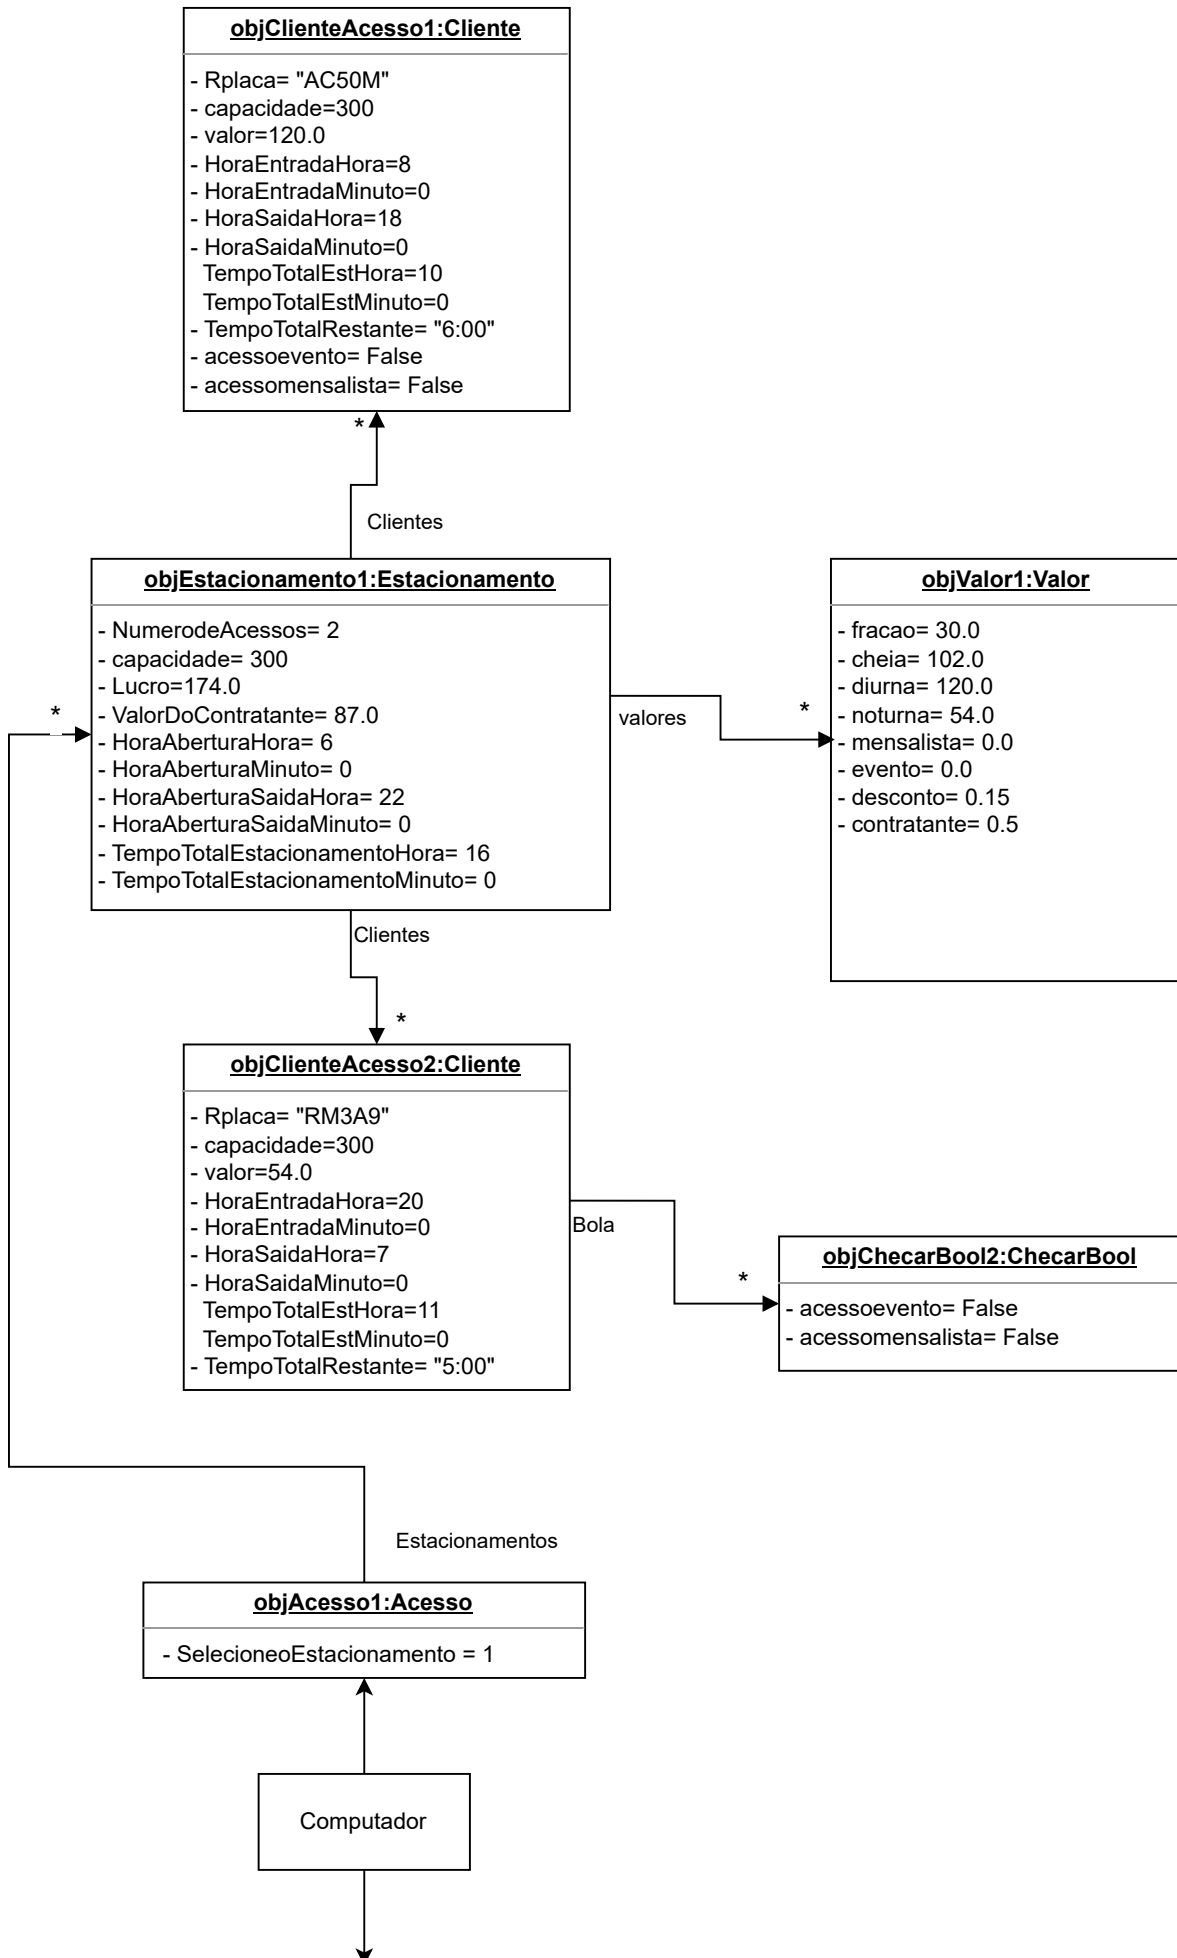 objClienteAcesso1:Cliente
- Rplaca= "AC50M"
- capacidade=300
- valor=120.0
- HoraEntradaHora=8
- HoraEntradaMinuto=0
- HoraSaidaHora=18
- HoraSaidaMinuto=0
TempoTotalEstHora=10
TempoTotalEstMinuto=0
- TempoTotalRestante= "6:00"
- acessoevento= False
- acessomensalista= False
*
Clientes
objEstacionamento1:Estacionamento
- NumerodeAcessos= 2
- capacidade= 300
- Lucro=174.0
- ValorDoContratante= 87.0
- HoraAberturaHora= 6
- HoraAberturaMinuto= 0
- HoraAberturaSaidaHora= 22
- HoraAberturaSaidaMinuto= 0
- TempoTotalEstacionamentoHora= 16
- TempoTotalEstacionamentoMinuto= 0
*
valores
*
objValor1:Valor
- fracao= 30.0
- cheia= 102.0
- diurna= 120.0
- noturna= 54.0
- mensalista= 0.0
- evento= 0.0
- desconto= 0.15
- contratante= 0.5
Clientes
*
objClienteAcesso2:Cliente
- Rplaca= "RM3A9"
- capacidade=300
- valor=54.0
- HoraEntradaHora=20
- HoraEntradaMinuto=0
- HoraSaidaHora=7
- HoraSaidaMinuto=0
TempoTotalEstHora=11
TempoTotalEstMinuto=0
- TempoTotalRestante= "5:00"
Bola
*
objChecarBool2:ChecarBool
- acessoevento= False
- acessomensalista= False
Estacionamentos
objAcesso1:Acesso
- SelecioneoEstacionamento = 1
Computador